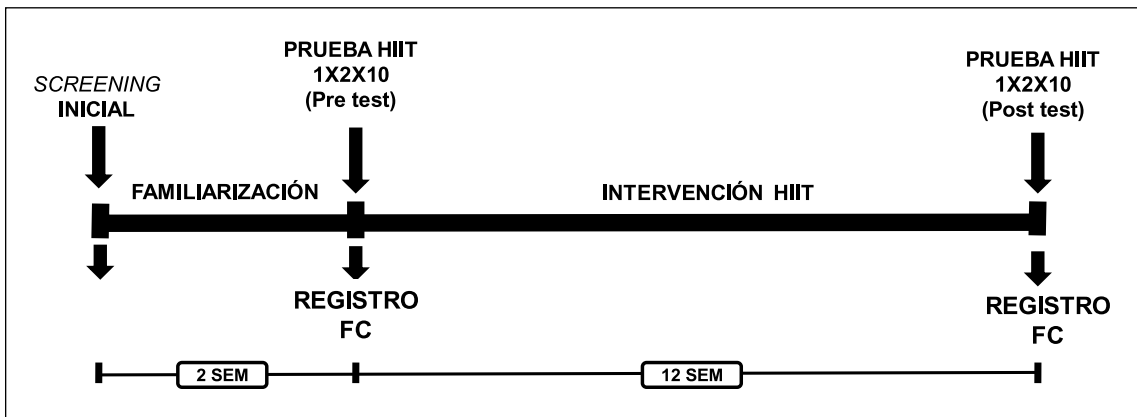 SCREENING
INICIAL
PRUEBA HIIT
1X2X10
(Pre test)
PRUEBA HIIT
1X2X10
(Post test)
FAMILIARIZACIÓN
INTERVENCIÓN HIIT
REGISTRO
FC
REGISTRO
FC
2 SEM
12 SEM